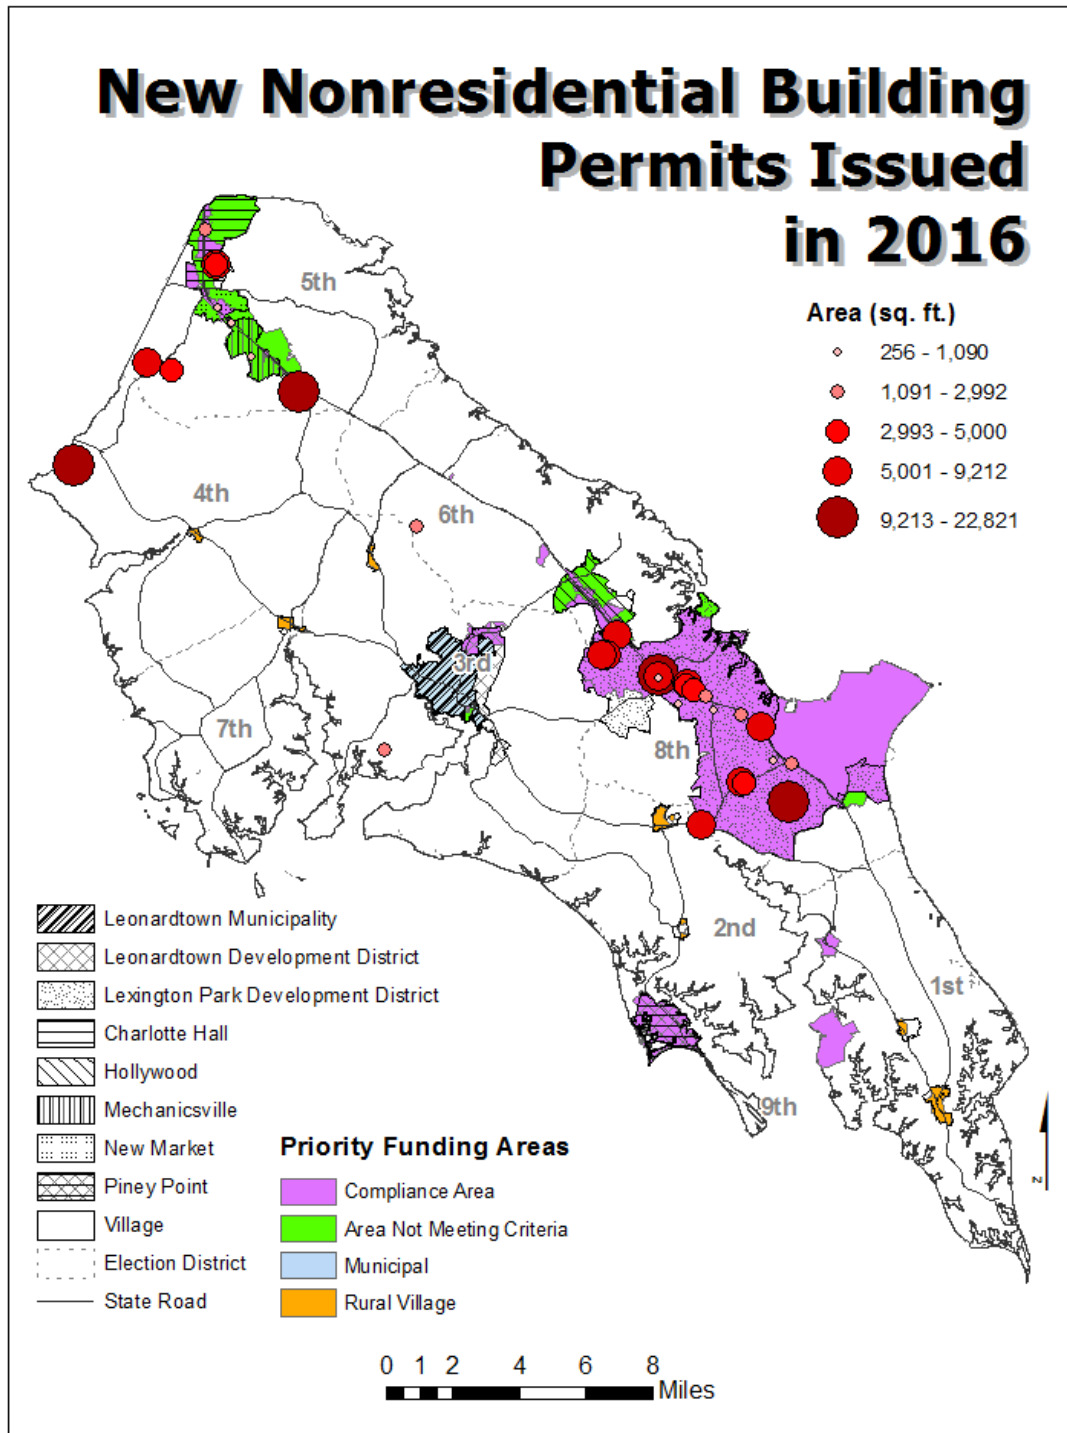 New Nonresidential Building
Permits Issued
in 2016
Area (sq. ft.)
256 - 1,090
1,091 - 2,992
2,993 - 5,000
5,001 - 9,212
9,213 - 22,821
5th
4th
6th
3rd
7th
8th
2nd
1st
9th
Leonardtown Municipality
Leonardtown Development District
Lexington Park Development District
Charlotte Hall
Hollywood
Mechanicsville
New Market
Piney Point
Village
Election District
State Road
Priority Funding Areas
Compliance Area
Area Not Meeting Criteria
Municipal
Rural Village
N
0 1 2 4 6 8
Miles